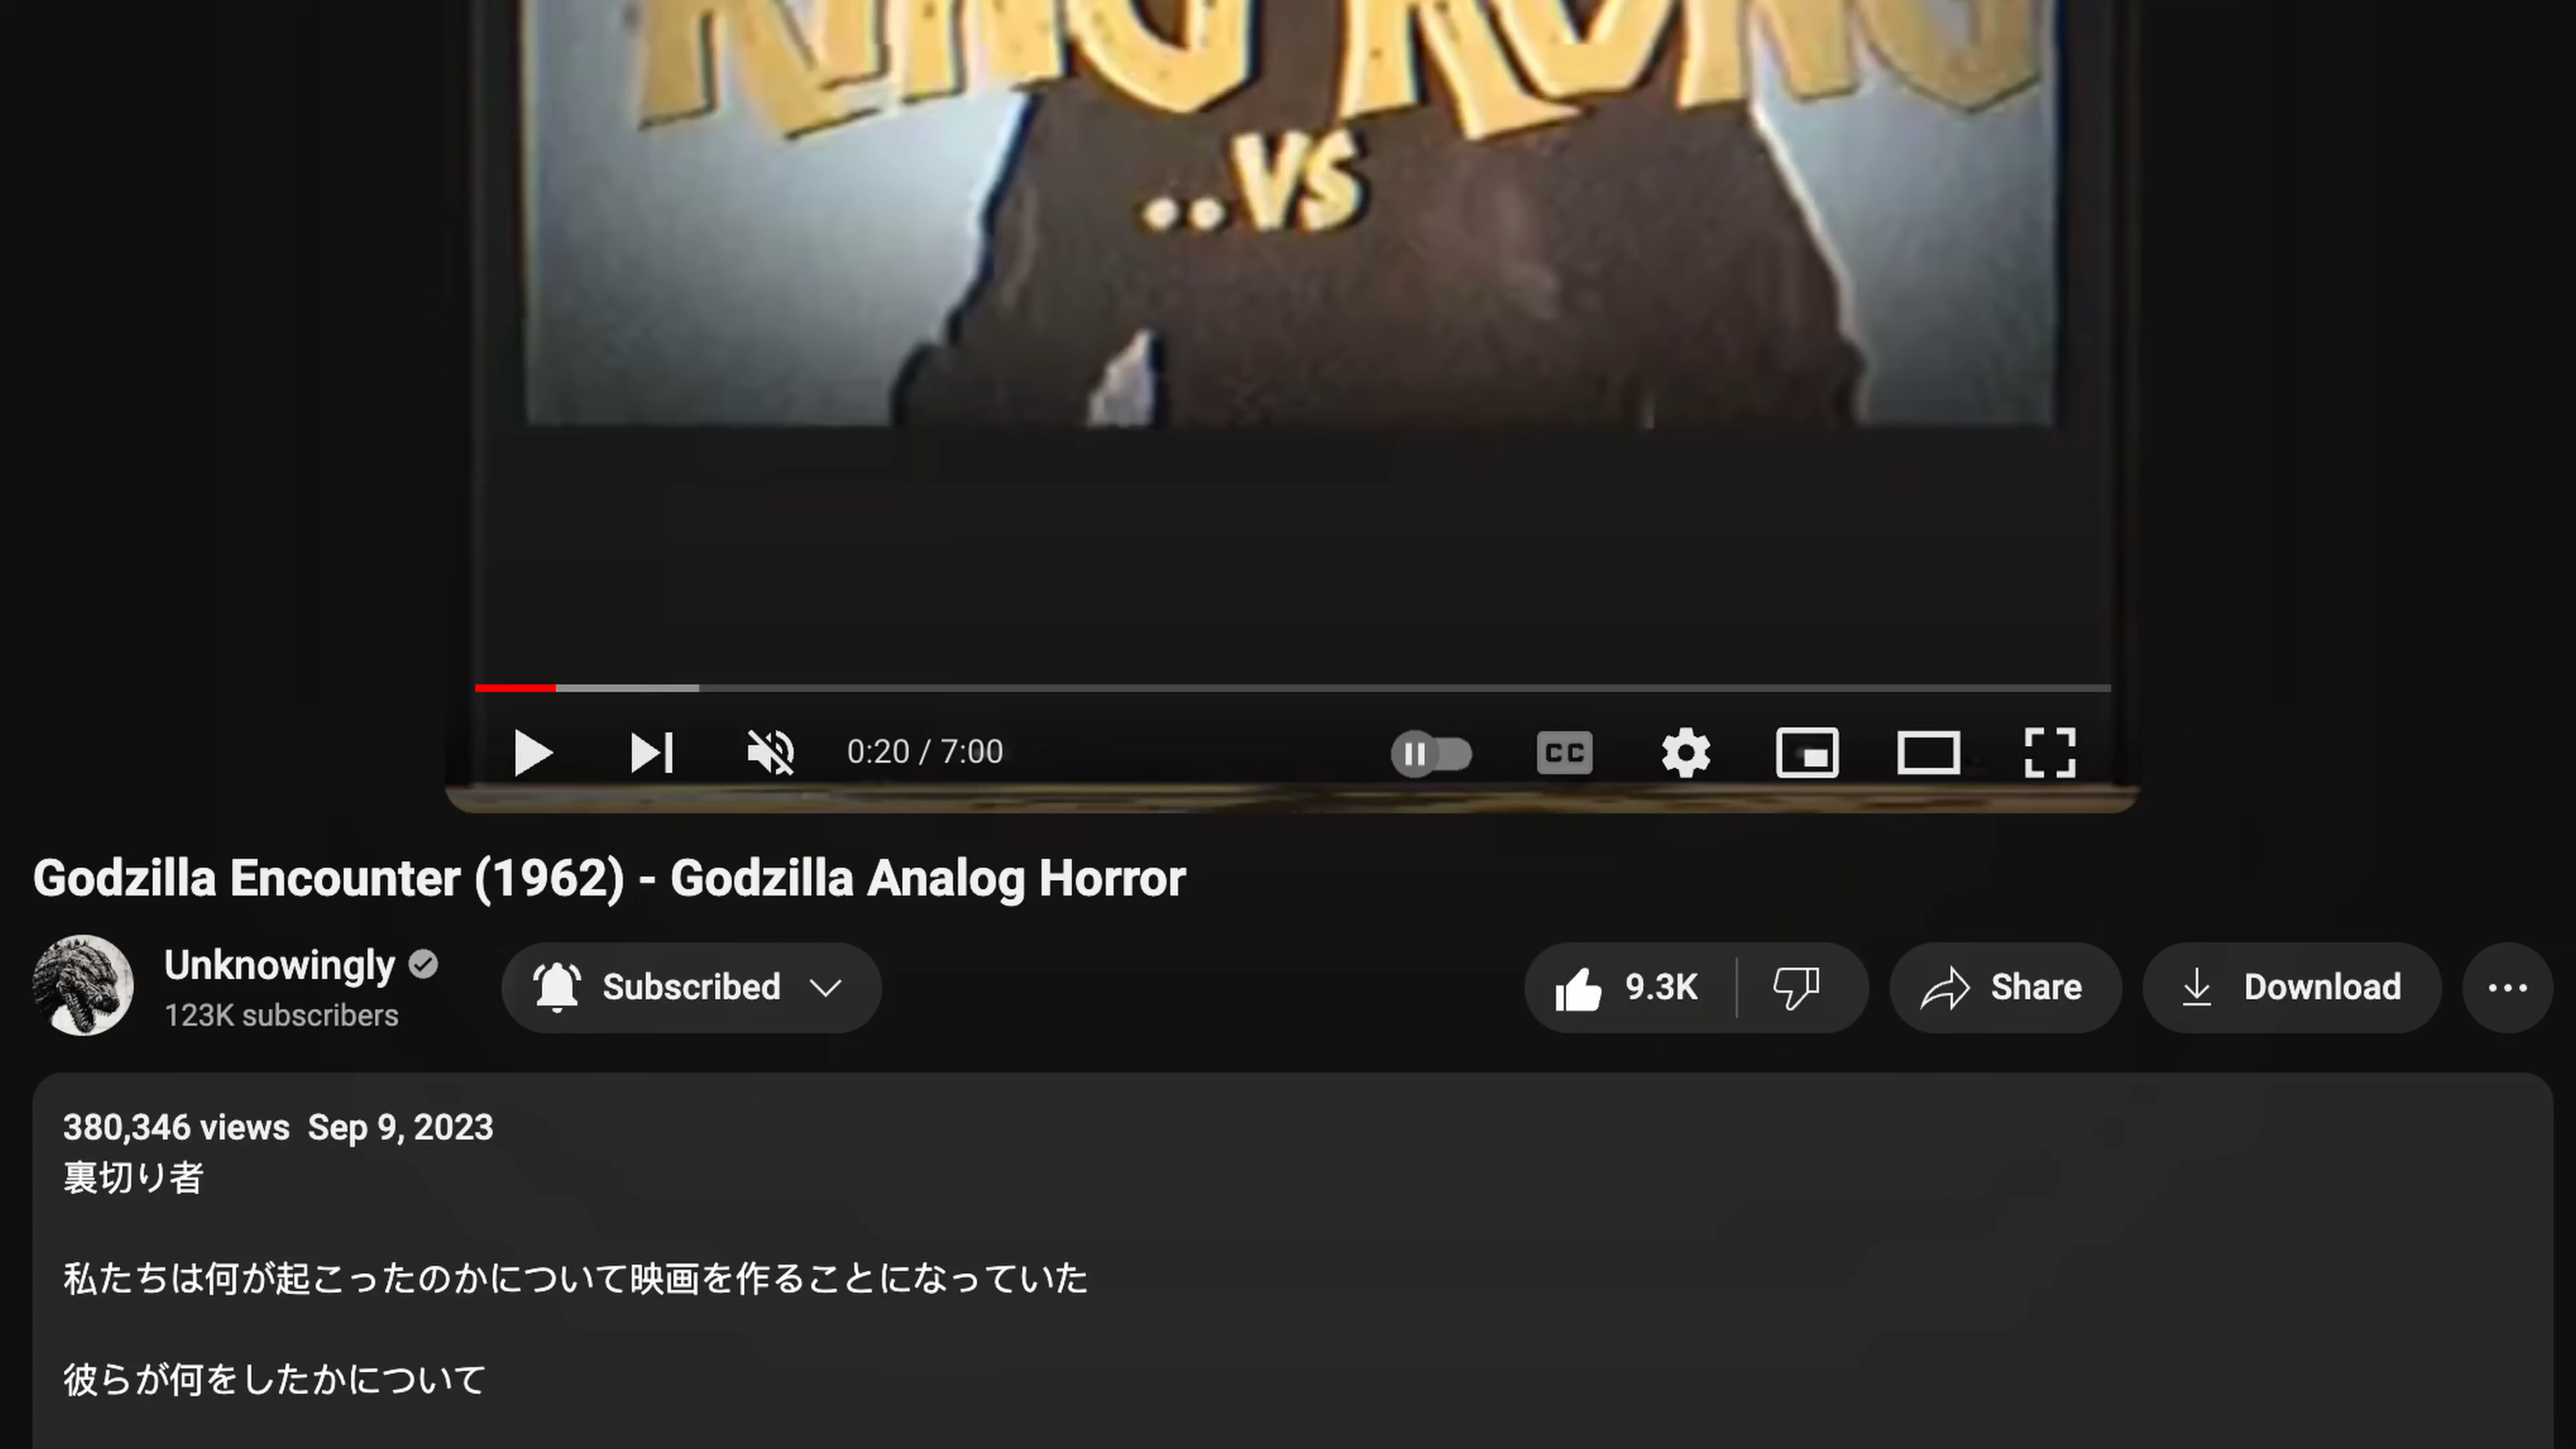 KING KONG
..VS
0:20 / 7:00
CC
Godzilla Encounter (1962) - Godzilla Analog Horror
Unknowingly
123K subscribers
Subscribed
9.3K
Share
Download
380,346 views Sep 9, 2023
裏切り者
私たちは何が起こったのかについて映画を作ることになっていた
彼らが何をしたかについて